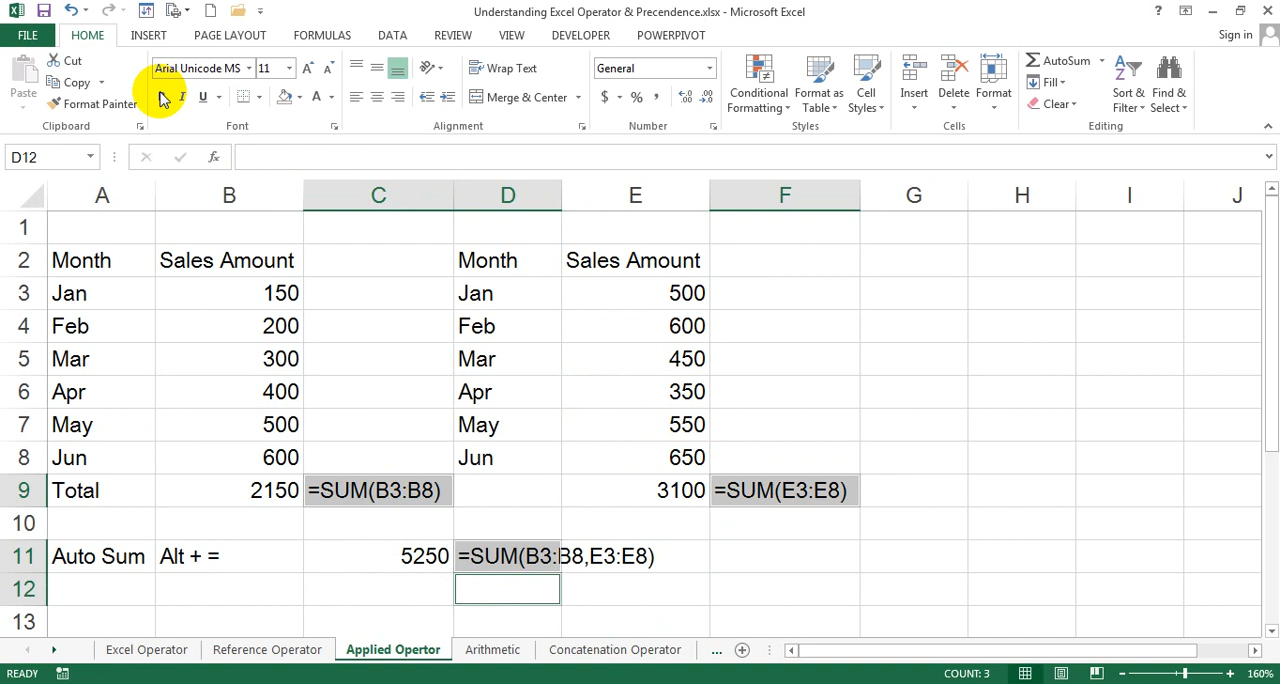 Understanding Excel Operator & Precendence.xlsx - Microsoft Excel
?
FILE HOME INSERT PAGE LAYOUT FORMULAS DATA REVIEW VIEW DEVELOPER POWERPIVOT Sign in
Paste
Cut
Copy
Format Painter
Clipboard
Arial Unicode MS 11
I U A
Font
Wrap Text
Merge & Center
Alignment
General
$ % ,
Number
Conditional Formatting
Format as Table
Cell Styles
Styles
Insert
Delete
Format
Cells
AutoSum
Fill
Clear
Sort & Filter
Find & Select
Editing
D12 fx
A B C D E F G H I J
1
2 Month Sales Amount Month Sales Amount
3 Jan 150 Jan 500
4 Feb 200 Feb 600
5 Mar 300 Mar 450
6 Apr 400 Apr 350
7 May 500 May 550
8 Jun 600 Jun 650
9 Total 2150 =SUM(B3:B8) 3100 =SUM(E3:E8)
10
11 Auto Sum Alt + = 5250 =SUM(B3:B8,E3:E8)
12
13
Excel Operator Reference Operator Applied Opertor Arithmetic Concatenation Operator ...
READY COUNT: 3 160%